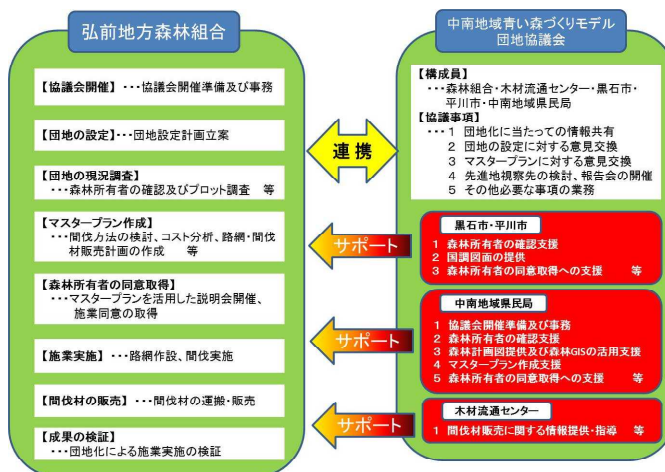 弘前地方森林組合
【協議会開催】 ･･･協議会開催準備及び事務
【団地の設定】･･･団地設定計画立案
【団地の現況調査】
･･･森林所有者の確認及びプロット調査　等
【マスタープラン作成】
･･･間伐方法の検討、コスト分析、路網・間伐
材販売計画の作成　等
【森林所有者の同意取得】
･･･マスタープランを活用した説明会開催、
施業同意の取得
【施業実施】 ･･･路網作設、間伐実施
【間伐材の販売】 ･･･間伐材の運搬・販売
【成果の検証】
･･･団地化による施業実施の検証
連 携
サポート
サポート
サポート
中南地域青い森づくりモデル
団地協議会
【構成員】
･･･森林組合・木材流通センター・黒石市・
平川市・中南地域県民局
【協議事項】
･･･1 団地化に当たっての情報共有
2 団地の設定に対する意見交換
3 マスタープランに対する意見交換
4 先進地視察先の検討、報告会の開催
5 その他必要な事項の業務
黒石市・平川市
1 森林所有者の確認支援
2 国調図面の提供
3 森林所有者の同意取得への支援　等
中南地域県民局
1 協議会開催準備及び事務
2 森林所有者の確認支援
3 森林計画図提供及び森林GISの活用支援
4 マスタープラン作成支援
5 森林所有者の同意取得への支援　等
木材流通センター
1 間伐材販売に関する情報提供・指導　等